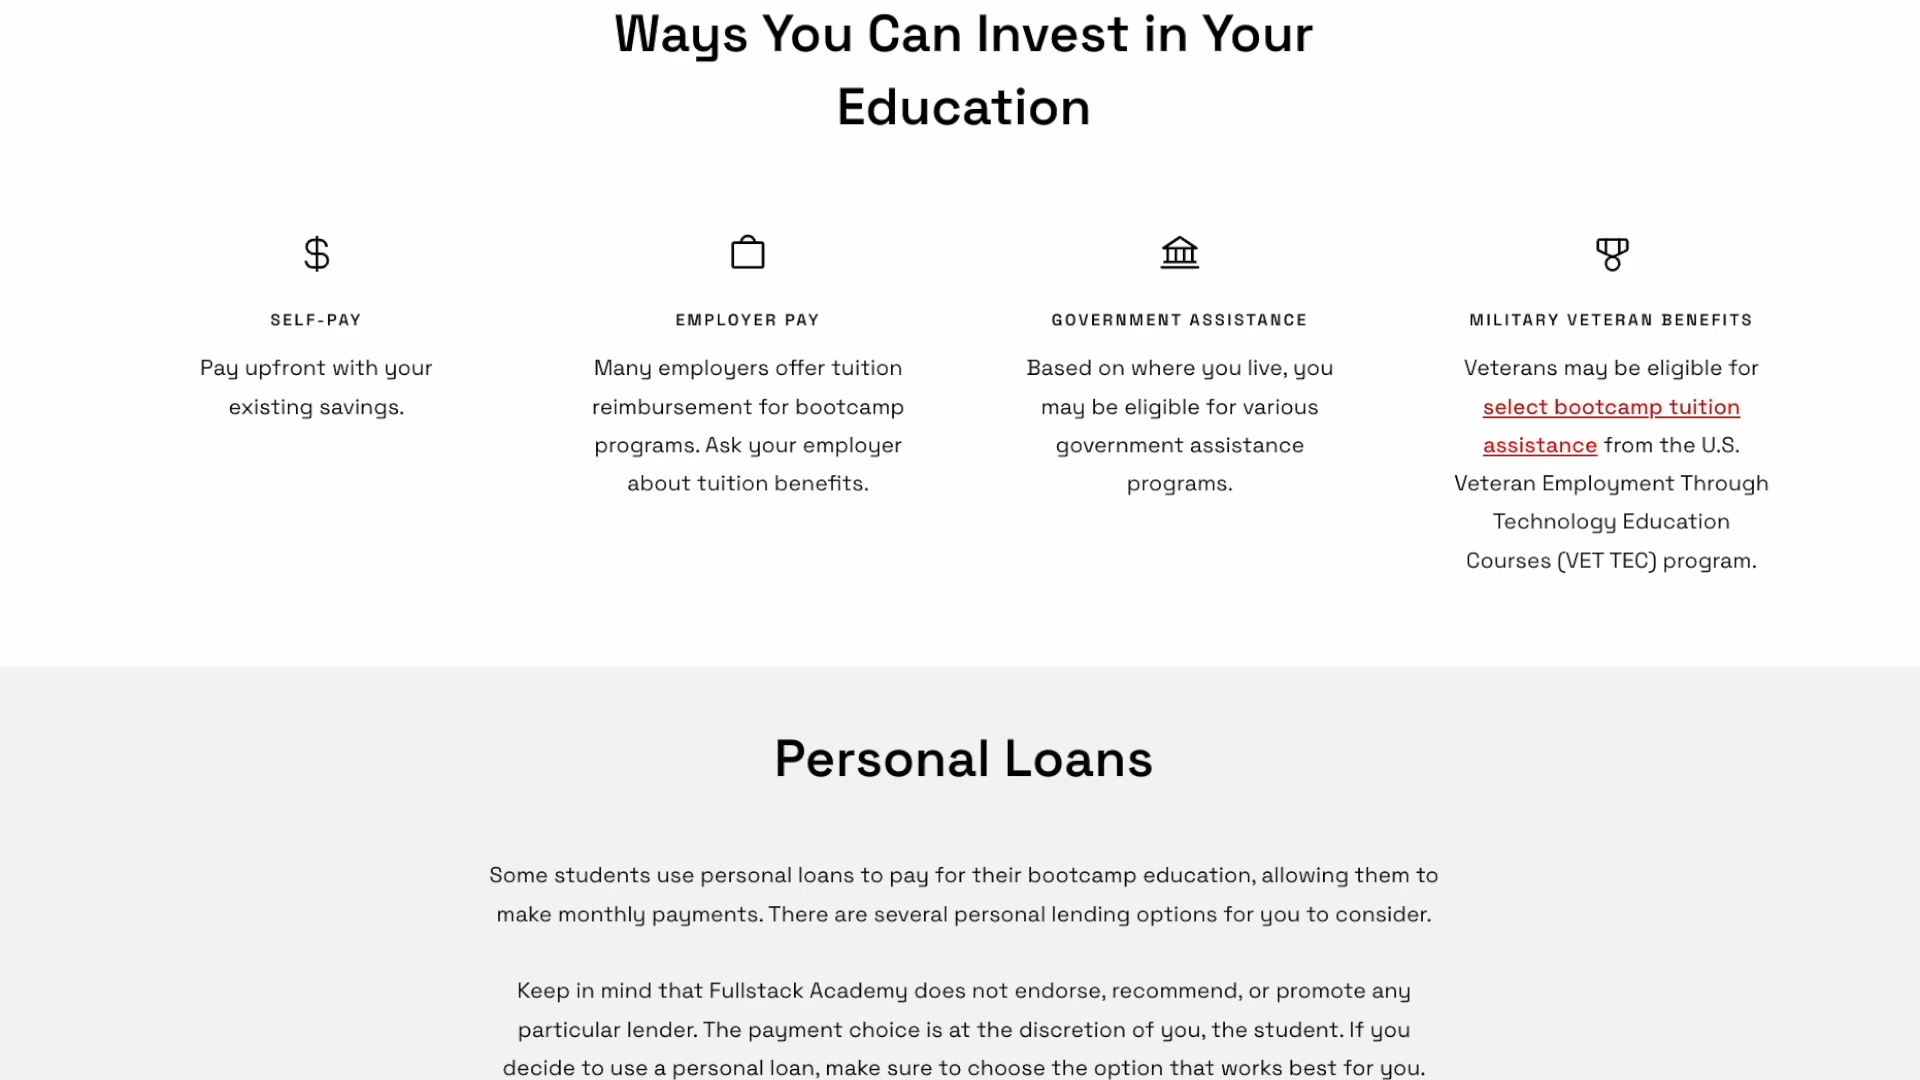 Ways You Can Invest in Your
Education
SELF-PAY
Pay upfront with your
existing savings.
EMPLOYER PAY
Many employers offer tuition
reimbursement for bootcamp
programs. Ask your employer
about tuition benefits.
GOVERNMENT ASSISTANCE
Based on where you live, you
may be eligible for various
government assistance
programs.
MILITARY VETERAN BENEFITS
Veterans may be eligible for
select bootcamp tuition
assistance from the U.S.
Veteran Employment Through
Technology Education
Courses (VET TEC) program.
Personal Loans
Some students use personal loans to pay for their bootcamp education, allowing them to
make monthly payments. There are several personal lending options for you to consider.
Keep in mind that Fullstack Academy does not endorse, recommend, or promote any
particular lender. The payment choice is at the discretion of you, the student. If you
decide to use a personal loan, make sure to choose the option that works best for you.